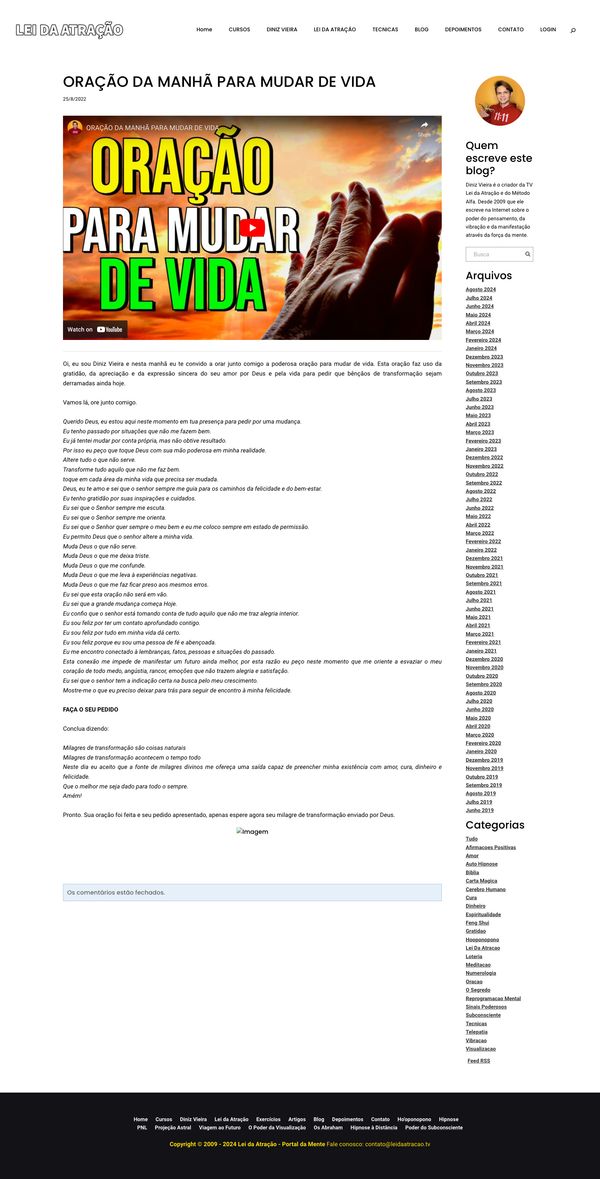 LEI DA ATRAÇÃO
Home CURSOS DINIZ VIEIRA LEI DA ATRAÇÃO TECNICAS BLOG DEPOIMENTOS CONTATO LOGIN
ORAÇÃO DA MANHÃ PARA MUDAR DE VIDA
25/8/2022
ORAÇÃO DA MANHÃ PARA MUDAR DE VIDA
Share
ORAÇÃO
PARA MUDAR
DE VIDA
Watch on YouTube
Oi, eu sou Diniz Vieira e nesta manhã eu te convido a orar junto comigo a poderosa oração para mudar de vida. Esta oração faz uso da
gratidão, da apreciação e da expressão sincera do seu amor por Deus e pela vida para pedir que bênçãos de transformação sejam
derramadas ainda hoje.
Vamos lá, ore junto comigo.
Querido Deus, eu estou aqui neste momento em tua presença para pedir por uma mudança.
Eu tenho passado por situações que não me fazem bem.
Eu já tentei mudar por conta própria, mas não obtive resultado.
Por isso eu peço que toque Deus com sua mão poderosa em minha realidade.
Altere tudo o que não serve.
Transforme tudo aquilo que não me faz bem.
toque em cada área da minha vida que precisa ser mudada.
Deus, eu te amo e sei que o senhor sempre me guia para os caminhos da felicidade e do bem-estar.
Eu tenho gratidão por suas inspirações e cuidados.
Eu sei que o Senhor sempre me escuta.
Eu sei que o Senhor sempre me orienta.
Eu sei que o Senhor quer sempre o meu bem e eu me coloco sempre em estado de permissão.
Eu permito Deus que o senhor altere a minha vida.
Muda Deus o que não serve.
Muda Deus o que me deixa triste.
Muda Deus o que me confunde.
Muda Deus o que me leva à experiências negativas.
Muda Deus o que me faz ficar preso aos mesmos erros.
Eu sei que esta oração não será em vão.
Eu sei que a grande mudança começa Hoje.
Eu confio que o senhor está tomando conta de tudo aquilo que não me traz alegria interior.
Eu sou feliz por ter um contato aprofundado contigo.
Eu sou feliz por tudo em minha vida dá certo.
Eu sou feliz porque eu sou uma pessoa de fé e abençoada.
Eu me encontro conectado à lembranças, fatos, pessoas e situações do passado.
Esta conexão me impede de manifestar um futuro ainda melhor, por esta razão eu peço neste momento que me oriente a esvaziar o meu
coração de todo medo, angústia, rancor, emoções que não trazem alegria e satisfação.
Eu sei que o senhor tem a indicação certa na busca pelo meu crescimento.
Mostre-me o que eu preciso deixar para trás para seguir de encontro à minha felicidade.
FAÇA O SEU PEDIDO
Conclua dizendo:
Milagres de transformação são coisas naturais
Milagres de transformação acontecem o tempo todo
Neste dia eu aceito que a fonte de milagres divinos me ofereça uma saída capaz de preencher minha existência com amor, cura, dinheiro e
felicidade.
Que o melhor me seja dado para todo o sempre.
Amém!
Pronto. Sua oração foi feita e seu pedido apresentado, apenas espere agora seu milagre de transformação enviado por Deus.
Imagem
Os comentários estão fechados.
11:11
Quem
escreve este
blog?
Diniz Vieira é o criador da TV
Lei da Atração e do Método
Alfa. Desde 2009 que ele
escreve na Internet sobre o
poder do pensamento, da
vibração e da manifestação
através da força da mente.
Busca
Arquivos
Agosto 2024
Julho 2024
Junho 2024
Maio 2024
Abril 2024
Março 2024
Fevereiro 2024
Janeiro 2024
Dezembro 2023
Novembro 2023
Outubro 2023
Setembro 2023
Agosto 2023
Julho 2023
Junho 2023
Maio 2023
Abril 2023
Março 2023
Fevereiro 2023
Janeiro 2023
Dezembro 2022
Novembro 2022
Outubro 2022
Setembro 2022
Agosto 2022
Julho 2022
Junho 2022
Maio 2022
Abril 2022
Março 2022
Fevereiro 2022
Janeiro 2022
Dezembro 2021
Novembro 2021
Outubro 2021
Setembro 2021
Agosto 2021
Julho 2021
Junho 2021
Maio 2021
Abril 2021
Março 2021
Fevereiro 2021
Janeiro 2021
Dezembro 2020
Novembro 2020
Outubro 2020
Setembro 2020
Agosto 2020
Julho 2020
Junho 2020
Maio 2020
Abril 2020
Março 2020
Fevereiro 2020
Janeiro 2020
Dezembro 2019
Novembro 2019
Outubro 2019
Setembro 2019
Agosto 2019
Julho 2019
Junho 2019
Categorias
Tudo
Afirmacoes Positivas
Amor
Auto Hipnose
Bíblia
Carta Magica
Cerebro Humano
Cura
Dinheiro
Espiritualidade
Feng Shui
Gratidao
Hooponopono
Lei Da Atracao
Loteria
Meditacao
Numerologia
Oracao
O Segredo
Reprogramacao Mental
Sinais Poderosos
Subconsciente
Tecnicas
Telepatia
Vibracao
Visualizacao
Feed RSS
Home Cursos Diniz Vieira Lei da Atração Exercícios Artigos Blog Depoimentos Contato Ho'oponopono Hipnose
PNL Projeção Astral Viagem ao Futuro O Poder da Visualização Os Abraham Hipnose à Distância Poder do Subconsciente
Copyright © 2009 - 2024 Lei da Atração - Portal da Mente Fale conosco: contato@leidaatracao.tv